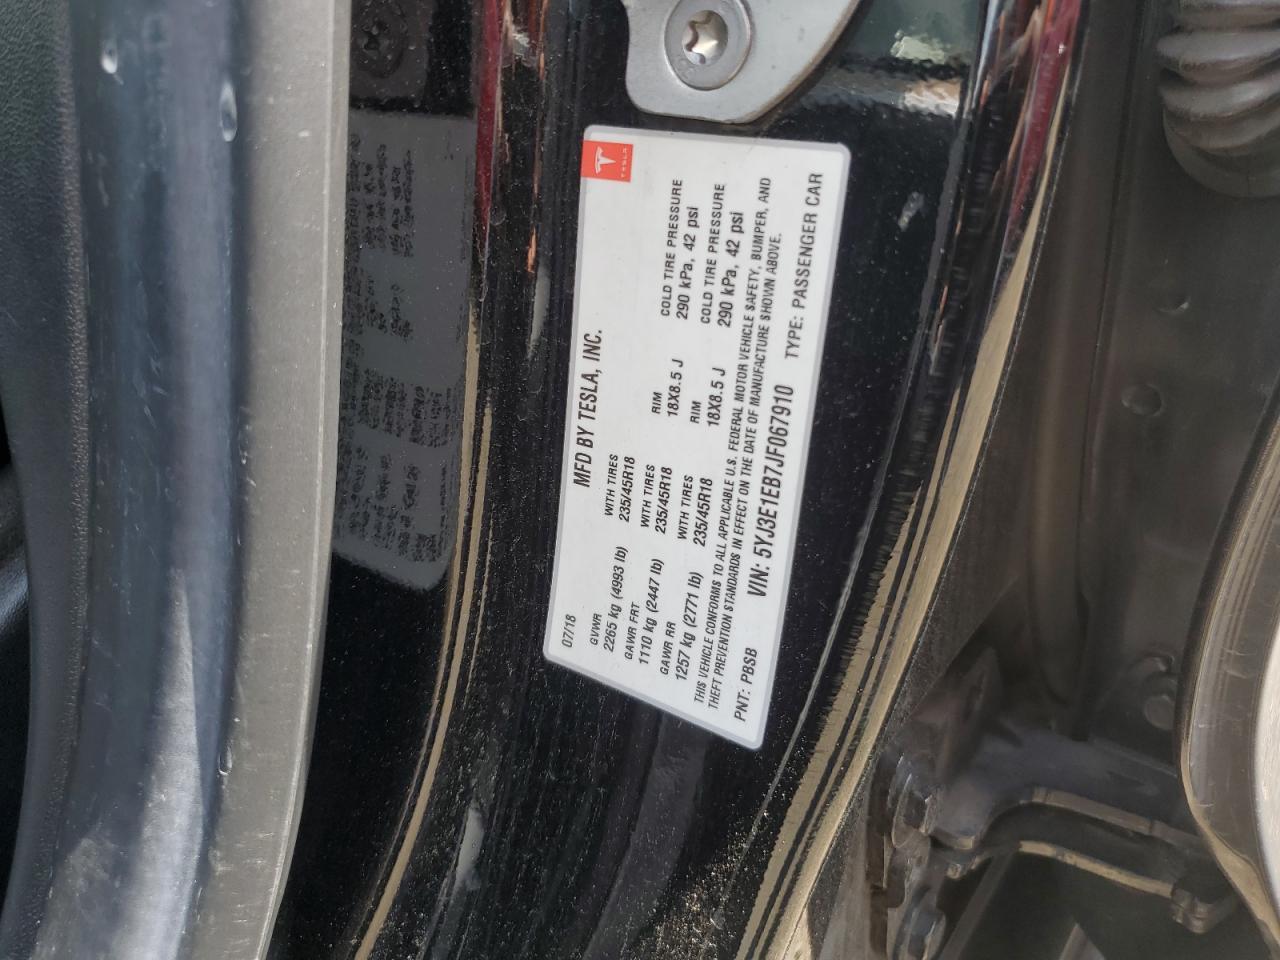 TESLA
07/18 MFD BY TESLA, INC.
GVWR WITH TIRES RIM COLD TIRE PRESSURE
2265 kg (4993 lb) 235/45R18 18X8.5 J 290 kPa, 42 psi
GAWR FRT WITH TIRES RIM COLD TIRE PRESSURE
1110 kg (2447 lb) 235/45R18 18X8.5 J 290 kPa, 42 psi
GAWR RR WITH TIRES
1257 kg (2771 lb) 235/45R18
THIS VEHICLE CONFORMS TO ALL APPLICABLE U.S. FEDERAL MOTOR VEHICLE SAFETY, BUMPER, AND
THEFT PREVENTION STANDARDS IN EFFECT ON THE DATE OF MANUFACTURE SHOWN ABOVE.
PNT: PBSB VIN: 5YJ3E1EB7JF067910 TYPE: PASSENGER CAR